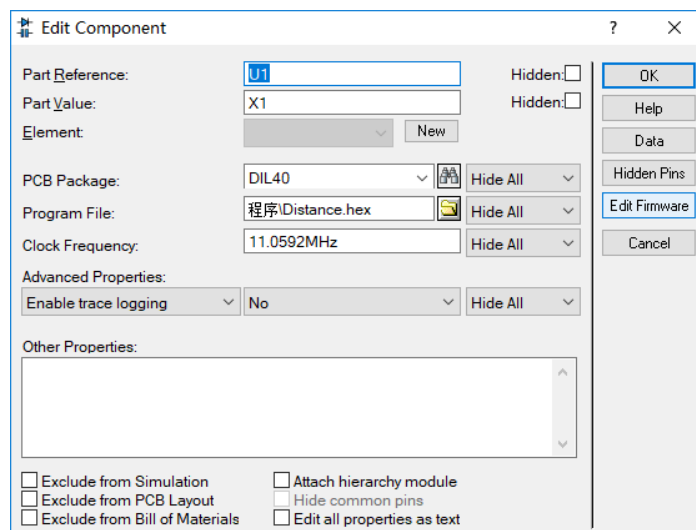 Edit Component
?
Part Reference: U1 Hidden: OK
Part Value: X1 Hidden: Help
Element: New Data
PCB Package: DIL40 Hide All Hidden Pins
Program File: 程序\Distance.hex Hide All Edit Firmware
Clock Frequency: 11.0592MHz Hide All Cancel
Advanced Properties:
Enable trace logging No Hide All
Other Properties:
Exclude from Simulation Attach hierarchy module
Exclude from PCB Layout Hide common pins
Exclude from Bill of Materials Edit all properties as text